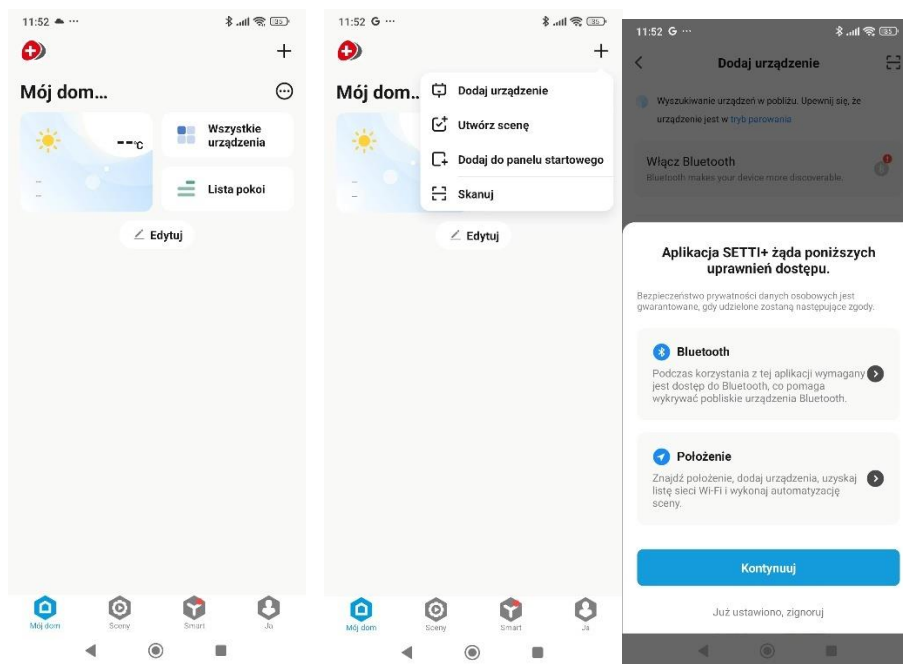 11:52 ...
35
Mój dom...
--°C
Wszystkie
urządzenia
--
--
Lista pokoi
Edytuj
Mój dom
Sceny
Smart
Ja
11:52 G ...
35
Mój dom..
Dodaj urządzenie
Utwórz scenę
Dodaj do panelu startowego
Skanuj
--
--
Edytuj
Mój dom
Sceny
Smart
Ja
11:52 G ...
35
Dodaj urządzenie
Wyszukiwanie urządzeń w pobliżu. Upewnij się, że
urządzenie jest w tryb parowania
Włącz Bluetooth
Bluetooth makes your device more discoverable.
Aplikacja SETTI+ żąda poniższych
uprawnień dostępu.
Bezpieczeństwo prywatności danych osobowych jest
gwarantowane, gdy udzielone zostaną następujące zgody.
Bluetooth
Podczas korzystania z tej aplikacji wymagany
jest dostęp do Bluetooth, co pomaga
wykrywać pobliskie urządzenia Bluetooth.
Położenie
Znajdź położenie, dodaj urządzenia, uzyskaj
listę sieci Wi-Fi i wykonaj automatyzację
sceny.
Kontynuuj
Już ustawiono, zignoruj